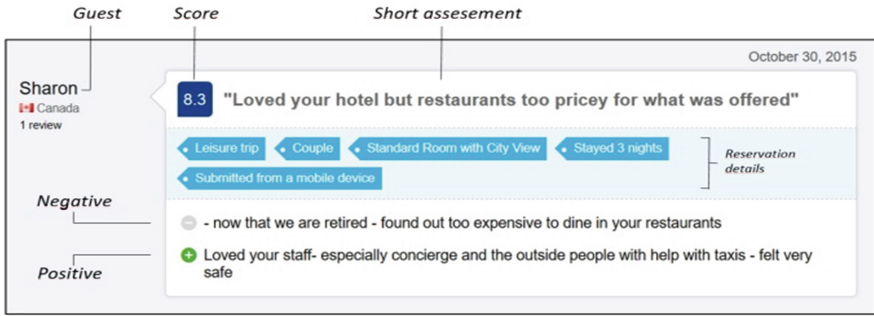 Guest Score Short assesement
October 30, 2015
Sharon
Canada
1 review
8.3 "Loved your hotel but restaurants too pricey for what was offered"
Leisure trip Couple Standard Room with City View Stayed 3 nights
Submitted from a mobile device
Reservation
details
Negative
- now that we are retired - found out too expensive to dine in your restaurants
Positive
Loved your staff- especially concierge and the outside people with help with taxis - felt very
safe